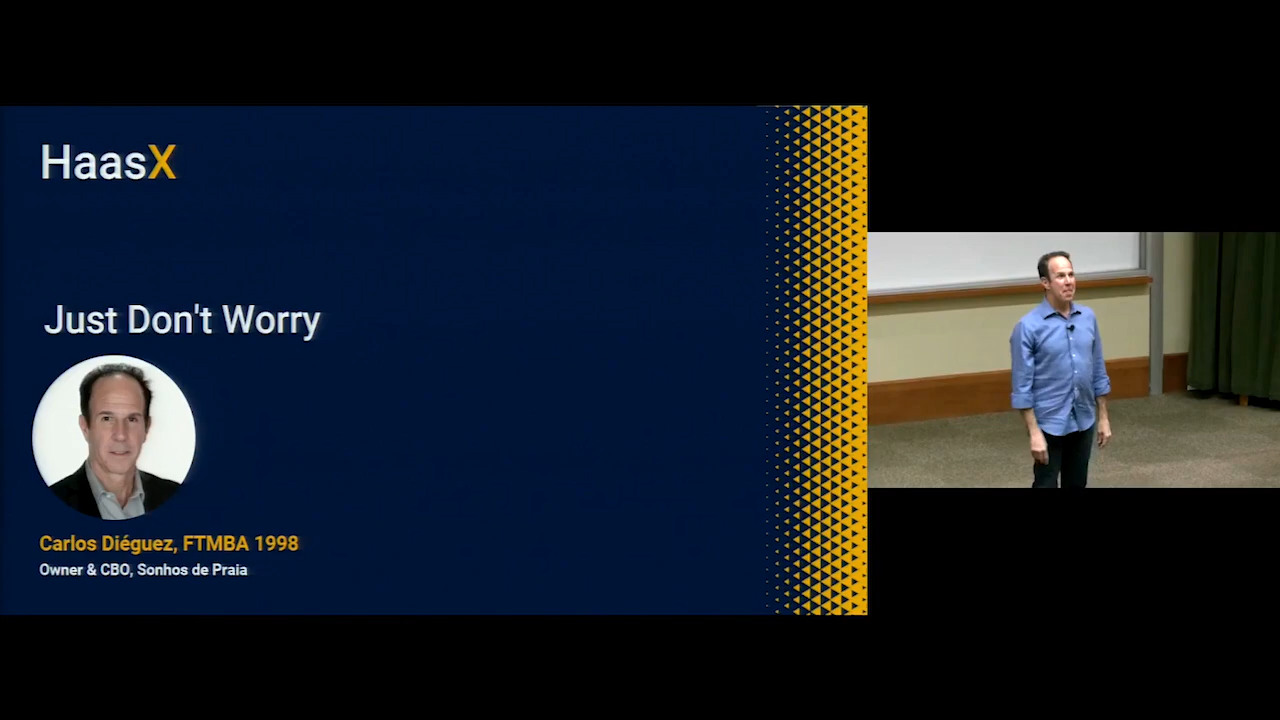 HaasX
Just Don't Worry
Carlos Diéguez, FTMBA 1998
Owner & CBO, Sonhos de Praia